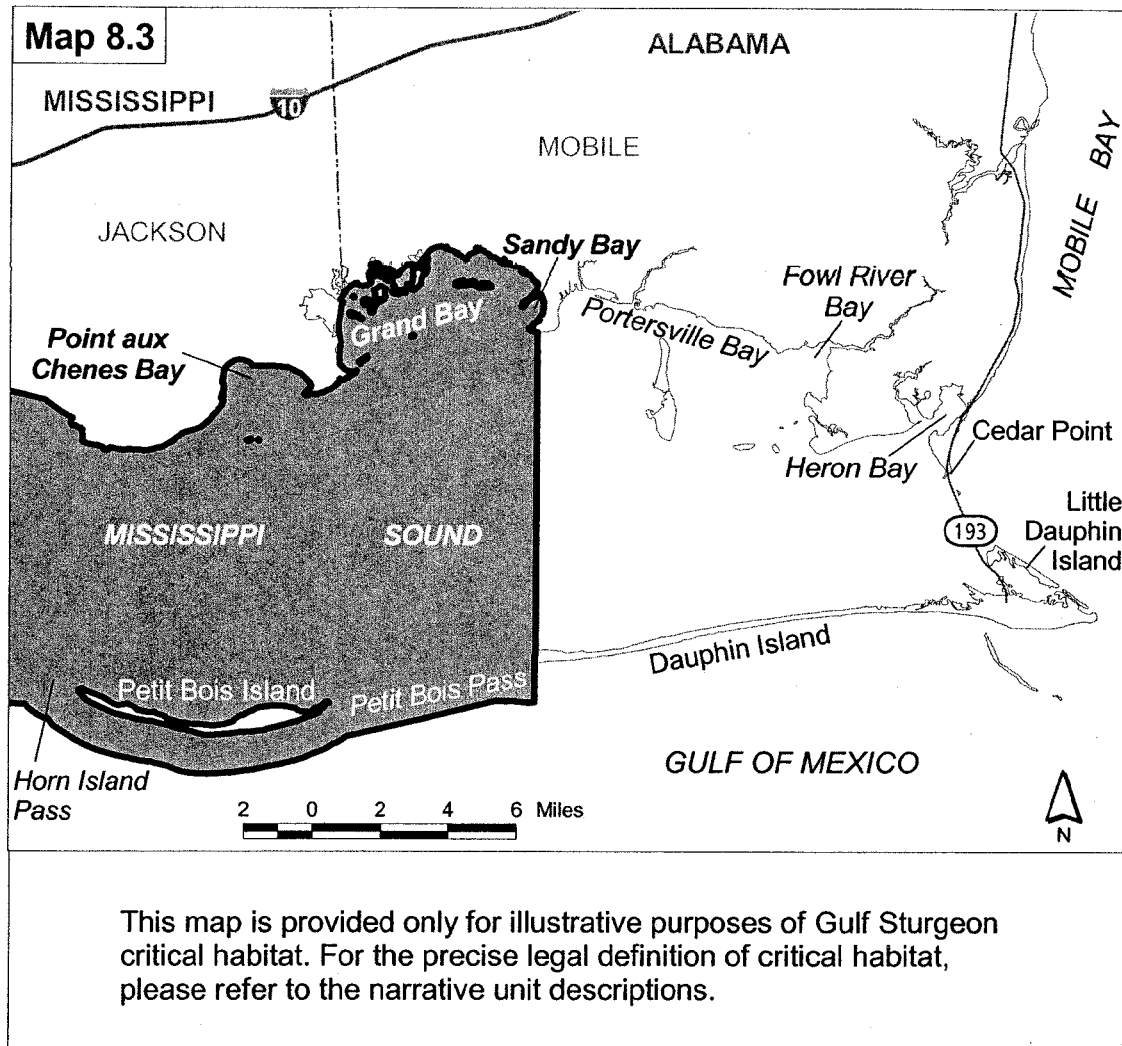 Map 8.3
ALABAMA
MISSISSIPPI
10
MOBILE
MOBILE BAY
JACKSON
Sandy Bay
Fowl River
Bay
Grand Bay
Portersville Bay
Point aux
Chenes Bay
Cedar Point
Heron Bay
Little
Dauphin
Island
193
MISSISSIPPI SOUND
Dauphin Island
Petit Bois Island
Petit Bois Pass
GULF OF MEXICO
Horn Island
Pass
2 0 2 4 6 Miles
N
This map is provided only for illustrative purposes of Gulf Sturgeon
critical habitat. For the precise legal definition of critical habitat,
please refer to the narrative unit descriptions.